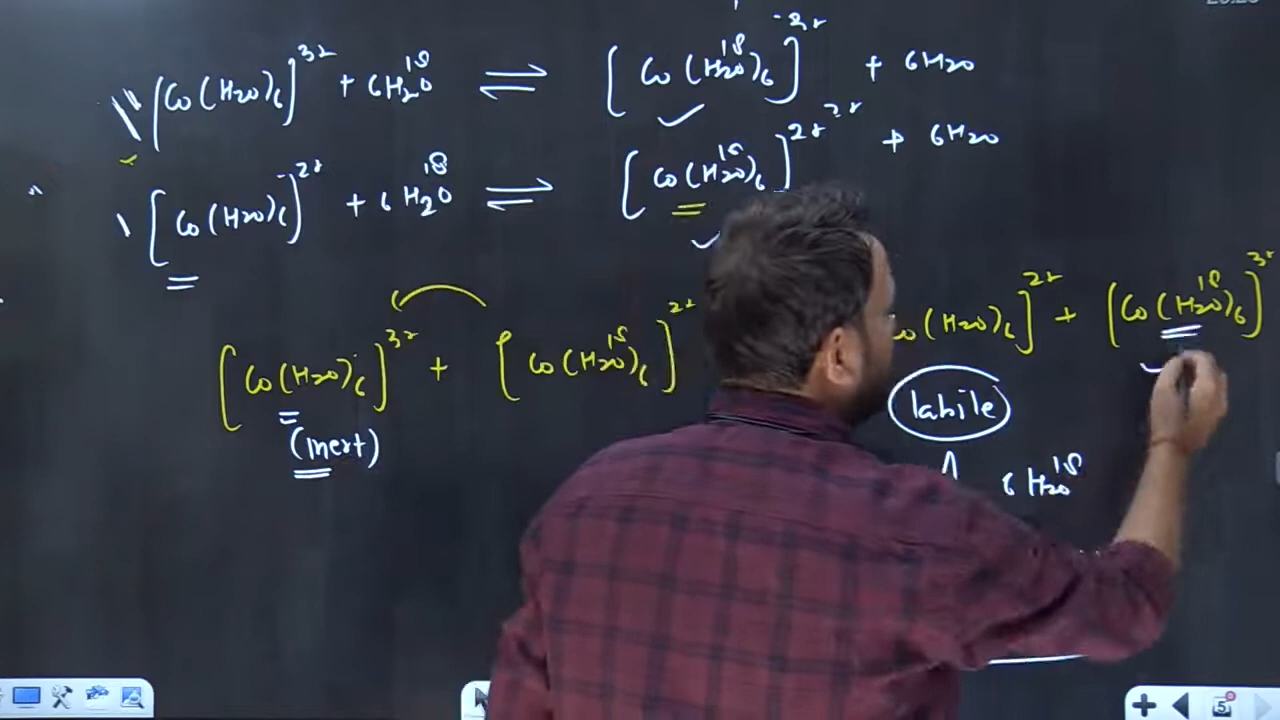 [Co(H2O)6]3+ + 6H2O18 ⇌ [Co(H2O18)6]3+ + 6H2O
[Co(H2O)6]2+ + 6H2O18 ⇌ [Co(H2O18)6]2+ 2+ + 6H2O
[Co(H2O)6]3+ + [Co(H2O18)6]2+ Co(H2O)6]2+ + [Co(H2O18)6]3+
(inert) labile
6H2O18
5